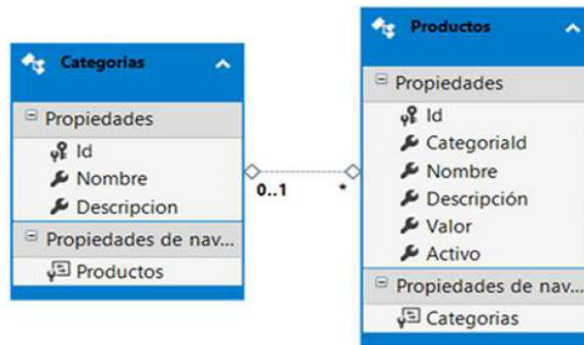 Categorias
Propiedades
Id
Nombre
Descripcion
Propiedades de nav...
Productos
0..1
*
Productos
Propiedades
Id
CategoriaId
Nombre
Descripción
Valor
Activo
Propiedades de nav...
Categorias